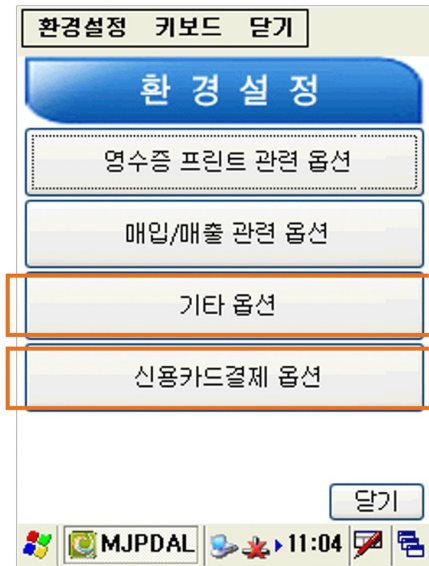 환경설정 키보드 닫기
환경설정
영수증 프린트 관련 옵션
매입/매출 관련 옵션
기타 옵션
신용카드결제 옵션
닫기
MJPDAL 11:04